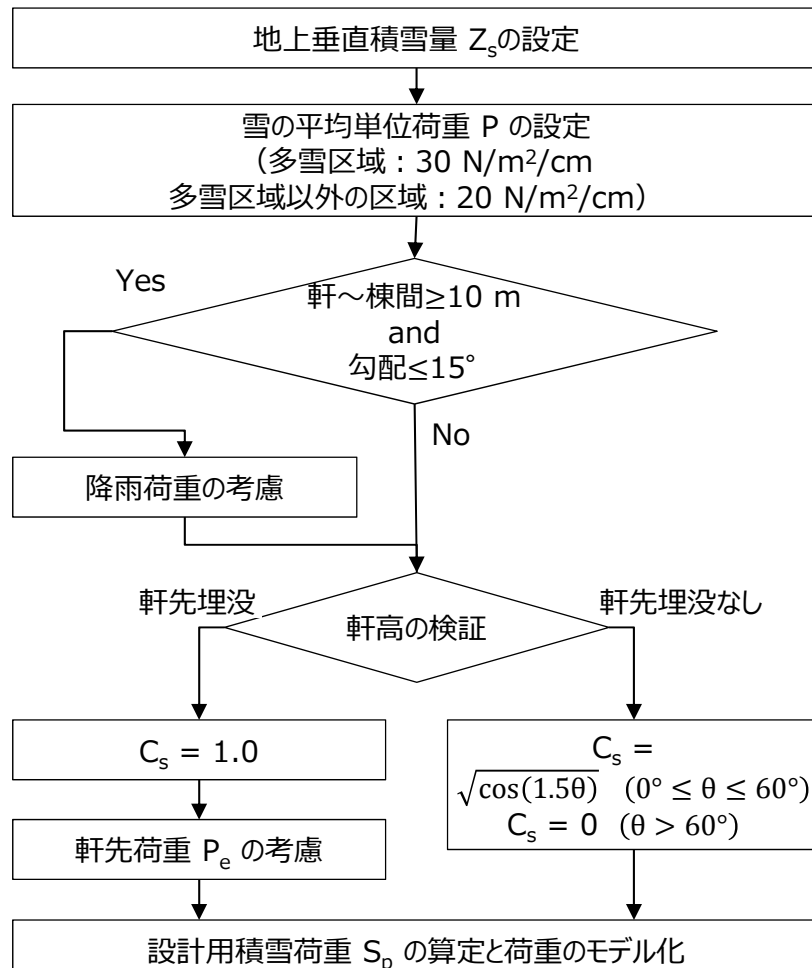 地上垂直積雪量 Zₛの設定
雪の平均単位荷重 P の設定
（多雪区域：30 N/m²/cm
多雪区域以外の区域：20 N/m²/cm）
Yes
軒～棟間≥10 m
and
勾配≤15°
No
降雨荷重の考慮
軒先埋没
軒高の検証
軒先埋没なし
Cₛ = 1.0
Cₛ =
√cos(1.5θ) (0° ≤ θ ≤ 60°)
Cₛ = 0 (θ > 60°)
軒先荷重 Pₑ の考慮
設計用積雪荷重 Sₚ の算定と荷重のモデル化